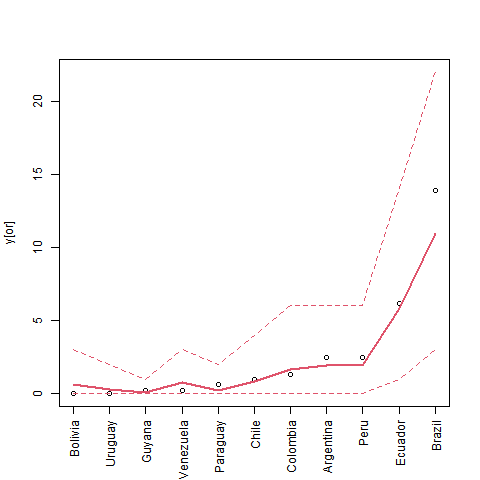 20
15
10
5
0
y[or]
Bolivia
Uruguay
Guyana
Venezuela
Paraguay
Chile
Colombia
Argentina
Peru
Ecuador
Brazil